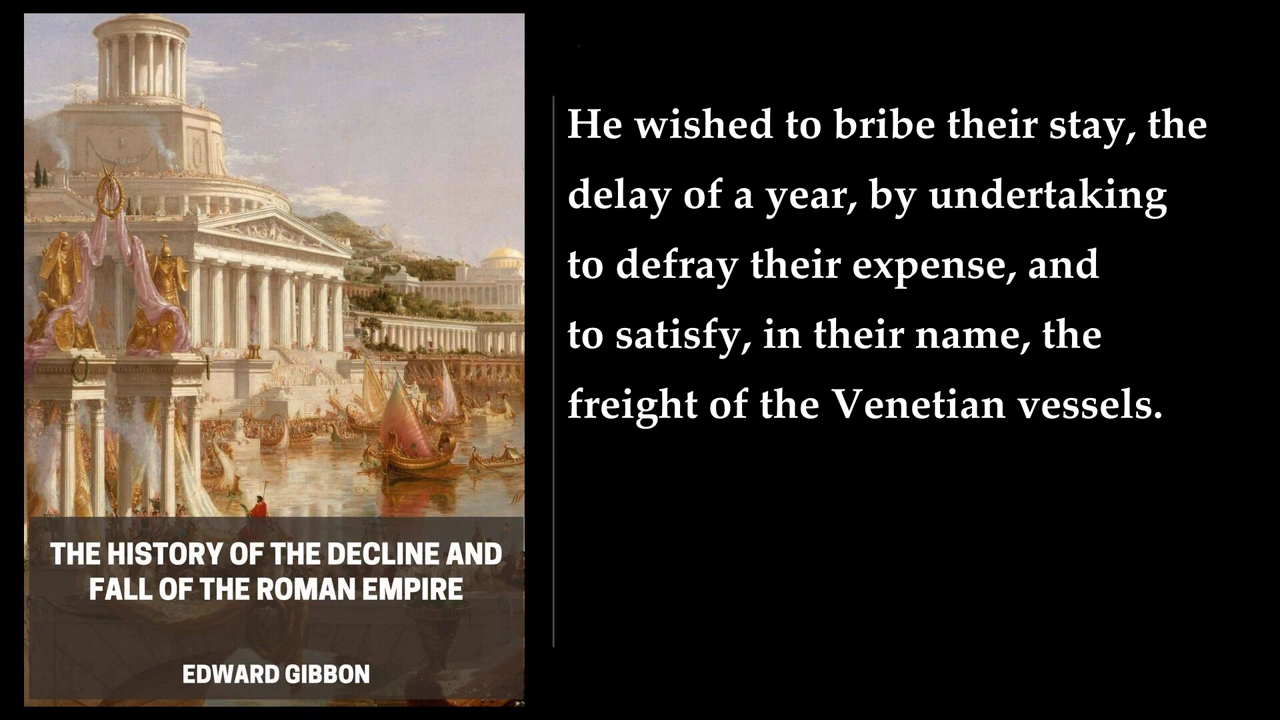 He wished to bribe their stay, the
delay of a year, by undertaking
to defray their expense, and
to satisfy, in their name, the
freight of the Venetian vessels.
THE HISTORY OF THE DECLINE AND
FALL OF THE ROMAN EMPIRE
EDWARD GIBBON